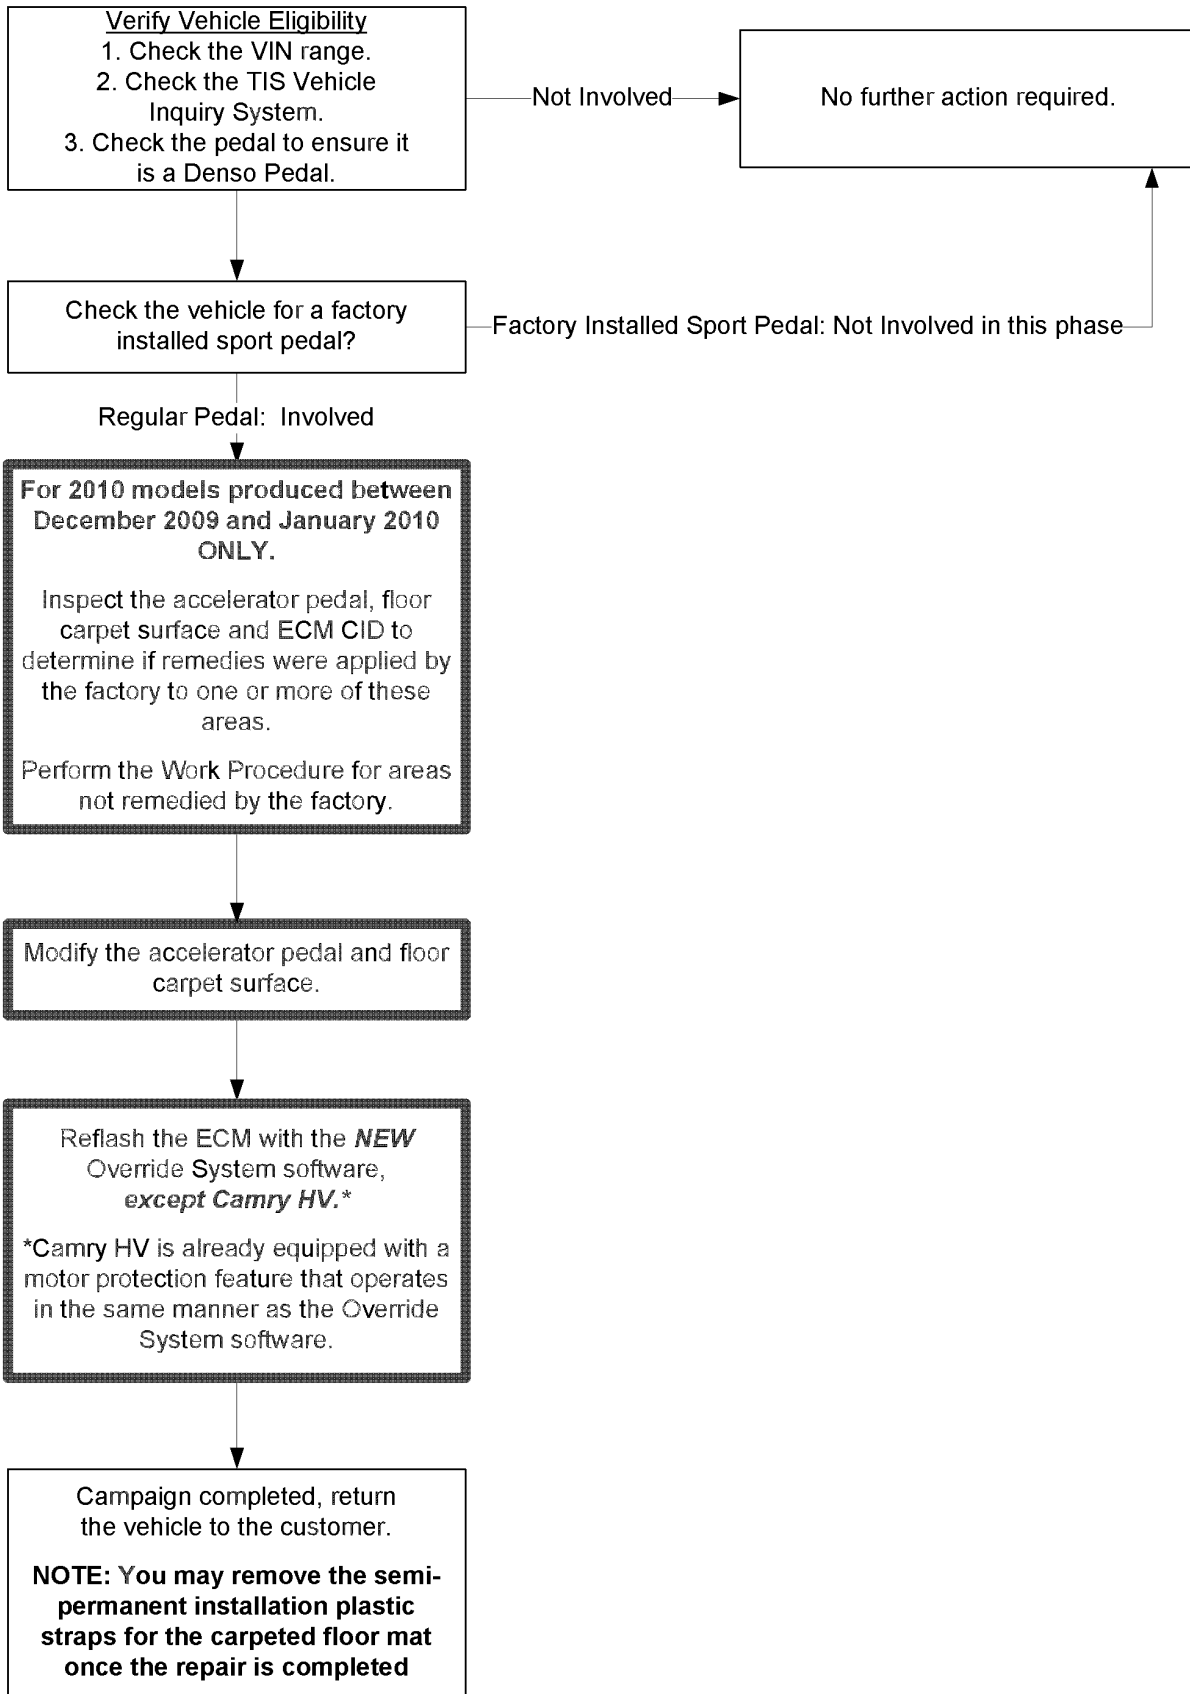 Verify Vehicle Eligibility
1. Check the VIN range.
2. Check the TIS Vehicle
Inquiry System.
3. Check the pedal to ensure it
is a Denso Pedal.
Not Involved
No further action required.
Check the vehicle for a factory
installed sport pedal?
Factory Installed Sport Pedal: Not Involved in this phase
Regular Pedal:  Involved
For 2010 models produced between
December 2009 and January 2010
ONLY.
Inspect the accelerator pedal, floor
carpet surface and ECM CID to
determine if remedies were applied by
the factory to one or more of these
areas.
Perform the Work Procedure for areas
not remedied by the factory.
Modify the accelerator pedal and floor
carpet surface.
Reflash the ECM with the NEW
Override System software,
except Camry HV.*
*Camry HV is already equipped with a
motor protection feature that operates
in the same manner as the Override
System software.
Campaign completed, return
the vehicle to the customer.
NOTE: You may remove the semi-
permanent installation plastic
straps for the carpeted floor mat
once the repair is completed